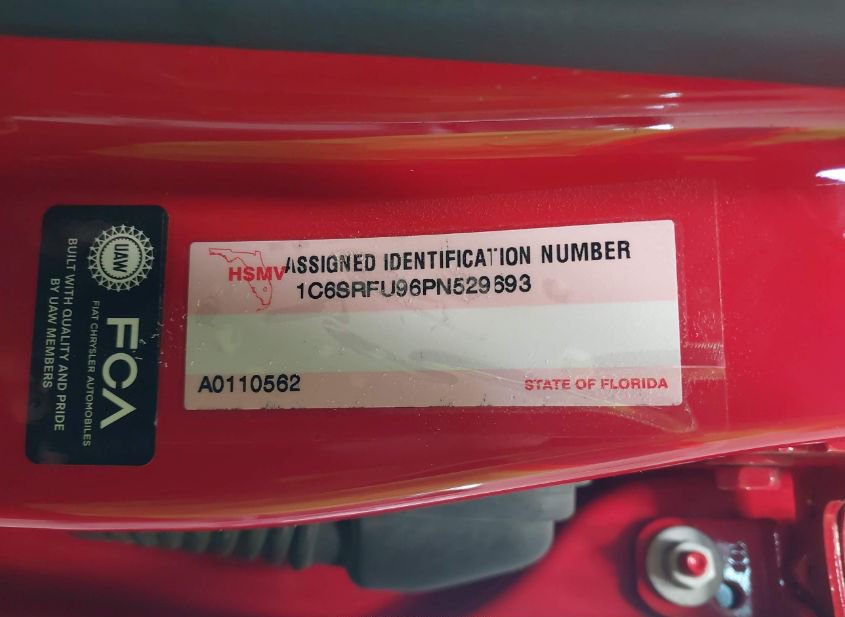 HSMV
ASSIGNED IDENTIFICATION NUMBER
1C6SRFU96PN529693
A0110562
STATE OF FLORIDA
UAW
BUILT WITH QUALITY AND PRIDE
BY UAW MEMBERS
FCA
FIAT CHRYSLER AUTOMOBILES